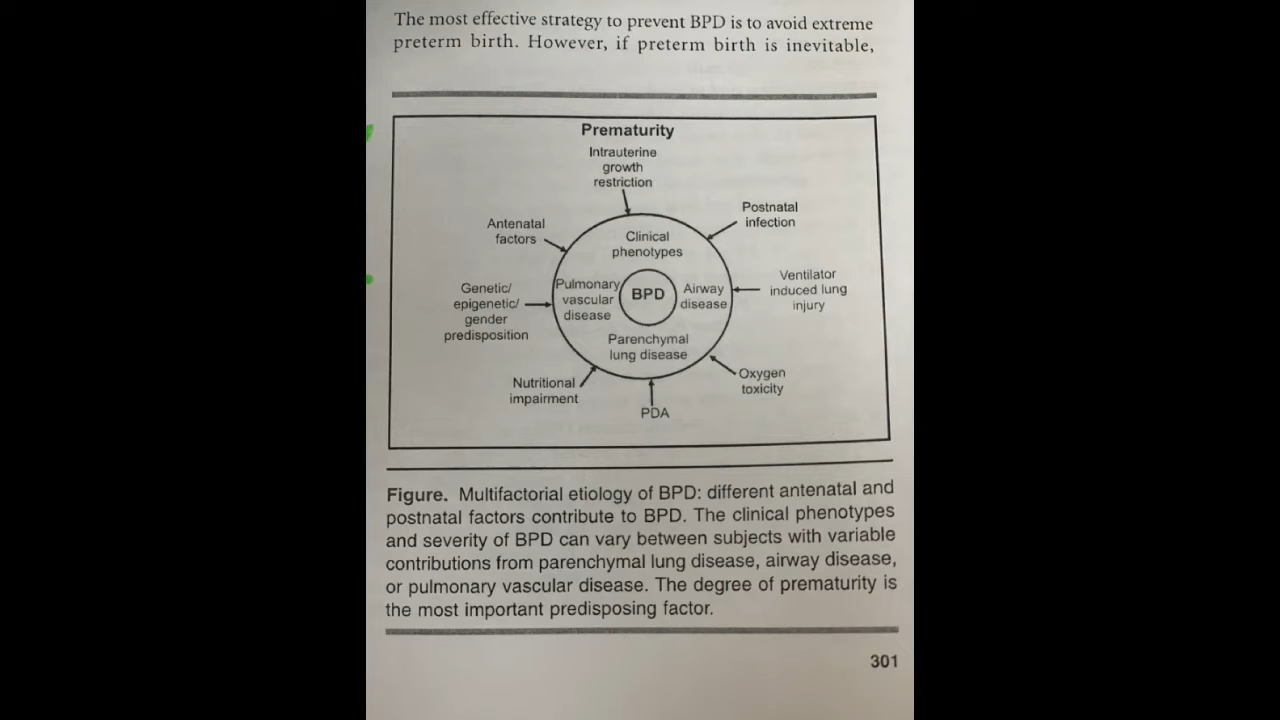 The most effective strategy to prevent BPD is to avoid extreme
preterm birth. However, if preterm birth is inevitable,
Prematurity
Intrauterine
growth
restriction
Postnatal
infection
Antenatal
factors
Clinical
phenotypes
Ventilator
induced lung
injury
Genetic/
epigenetic/
gender
predisposition
Pulmonary
vascular
disease
BPD
Airway
disease
Parenchymal
lung disease
Oxygen
toxicity
Nutritional
impairment
PDA
Figure. Multifactorial etiology of BPD: different antenatal and
postnatal factors contribute to BPD. The clinical phenotypes
and severity of BPD can vary between subjects with variable
contributions from parenchymal lung disease, airway disease,
or pulmonary vascular disease. The degree of prematurity is
the most important predisposing factor.
301